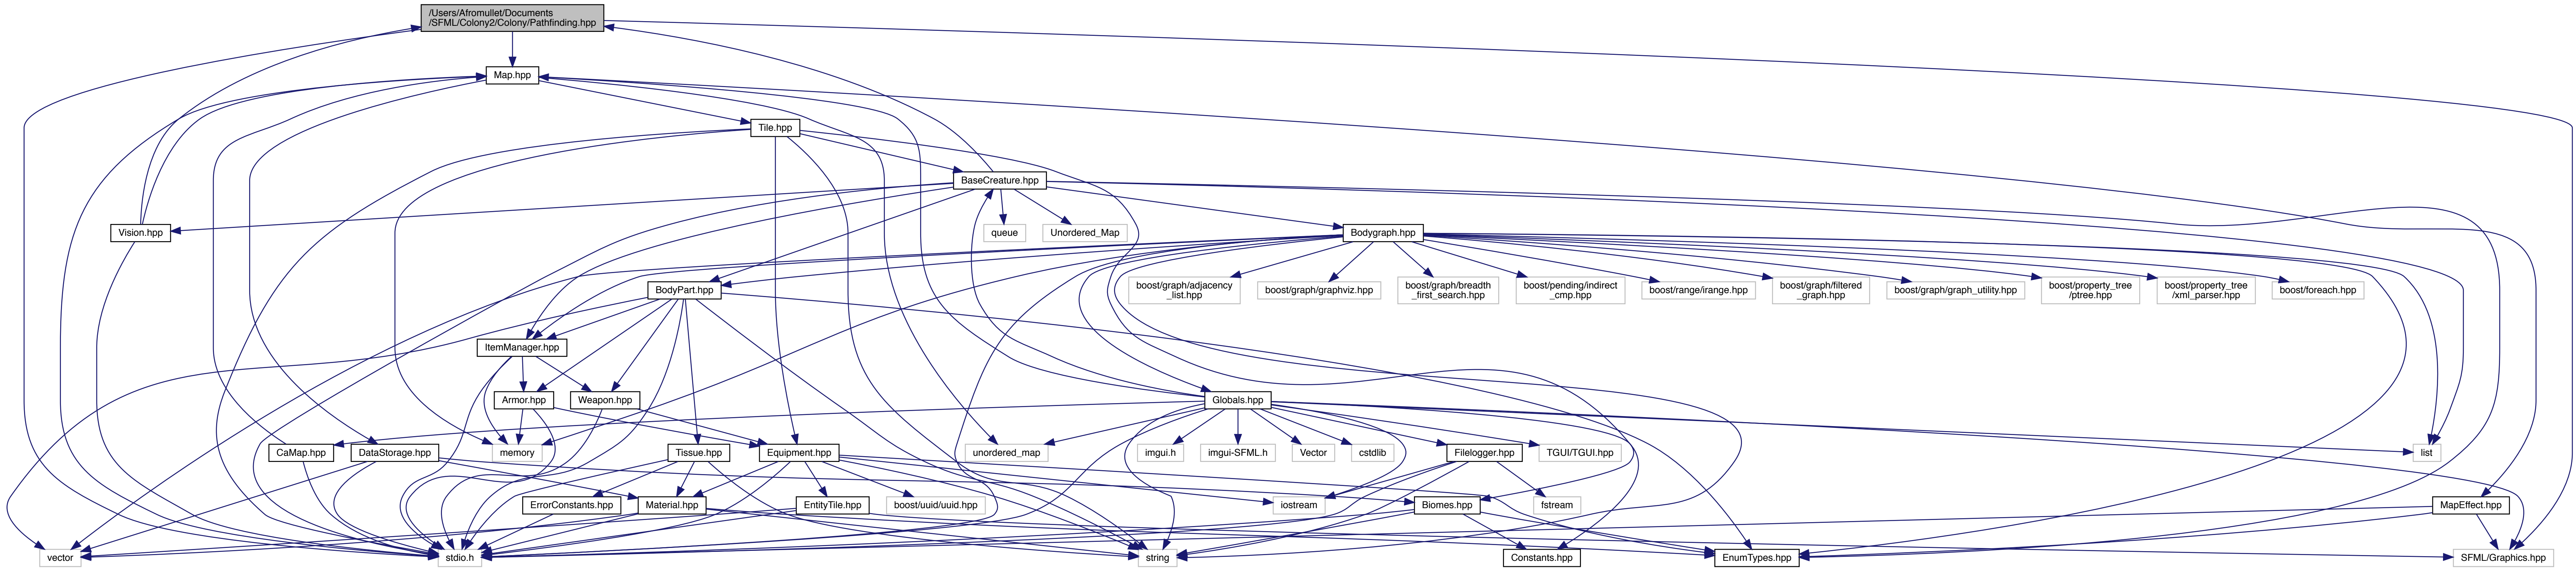 /Users/Afromullet/Documents
/SFML/Colony2/Colony/Pathfinding.hpp
Map.hpp
Tile.hpp
BaseCreature.hpp
Vision.hpp
queue
Unordered_Map
Bodygraph.hpp
BodyPart.hpp
boost/graph/adjacency
_list.hpp
boost/graph/graphviz.hpp
boost/graph/breadth
_first_search.hpp
boost/pending/indirect
_cmp.hpp
boost/range/irange.hpp
boost/graph/filtered
_graph.hpp
boost/graph/graph_utility.hpp
boost/property_tree
/ptree.hpp
boost/property_tree
/xml_parser.hpp
boost/foreach.hpp
ItemManager.hpp
Armor.hpp
Weapon.hpp
Globals.hpp
CaMap.hpp
DataStorage.hpp
memory
Tissue.hpp
Equipment.hpp
unordered_map
imgui.h
imgui-SFML.h
Vector
cstdlib
Filelogger.hpp
TGUI/TGUI.hpp
list
ErrorConstants.hpp
Material.hpp
EntityTile.hpp
boost/uuid/uuid.hpp
iostream
Biomes.hpp
fstream
MapEffect.hpp
vector
stdio.h
string
Constants.hpp
EnumTypes.hpp
SFML/Graphics.hpp